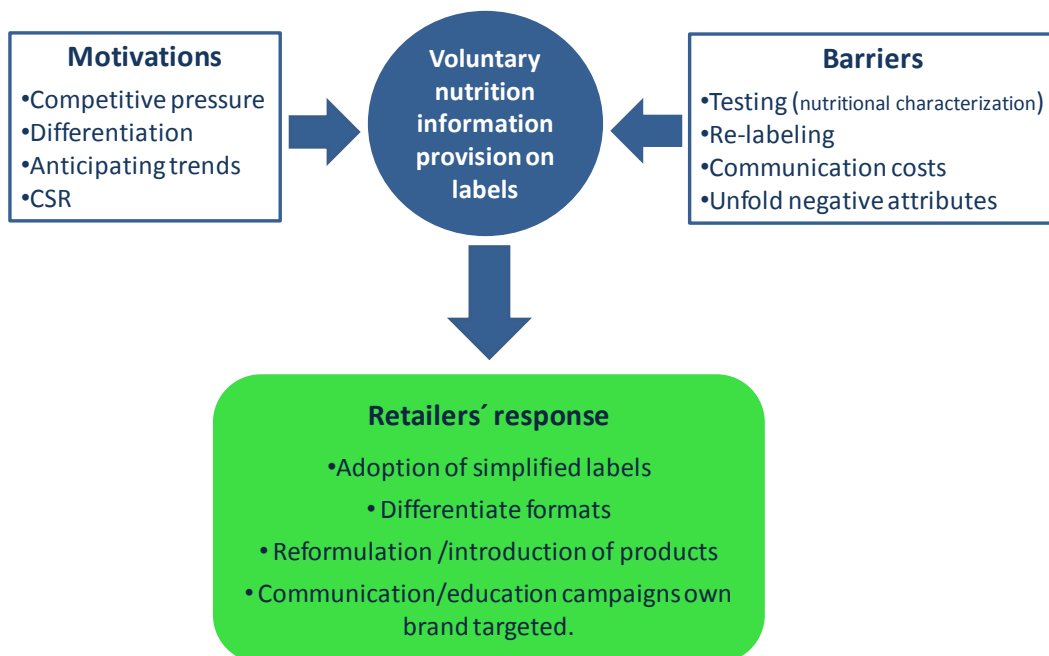 Motivations
•Competitive pressure
•Differentiation
•Anticipating trends
•CSR
Voluntary
nutrition
information
provision on
labels
Barriers
•Testing (nutritional characterization)
•Re-labeling
•Communication costs
•Unfold negative attributes
Retailers´ response
•Adoption of simplified labels
• Differentiate formats
• Reformulation /introduction of products
• Communication/education campaigns own
brand targeted.